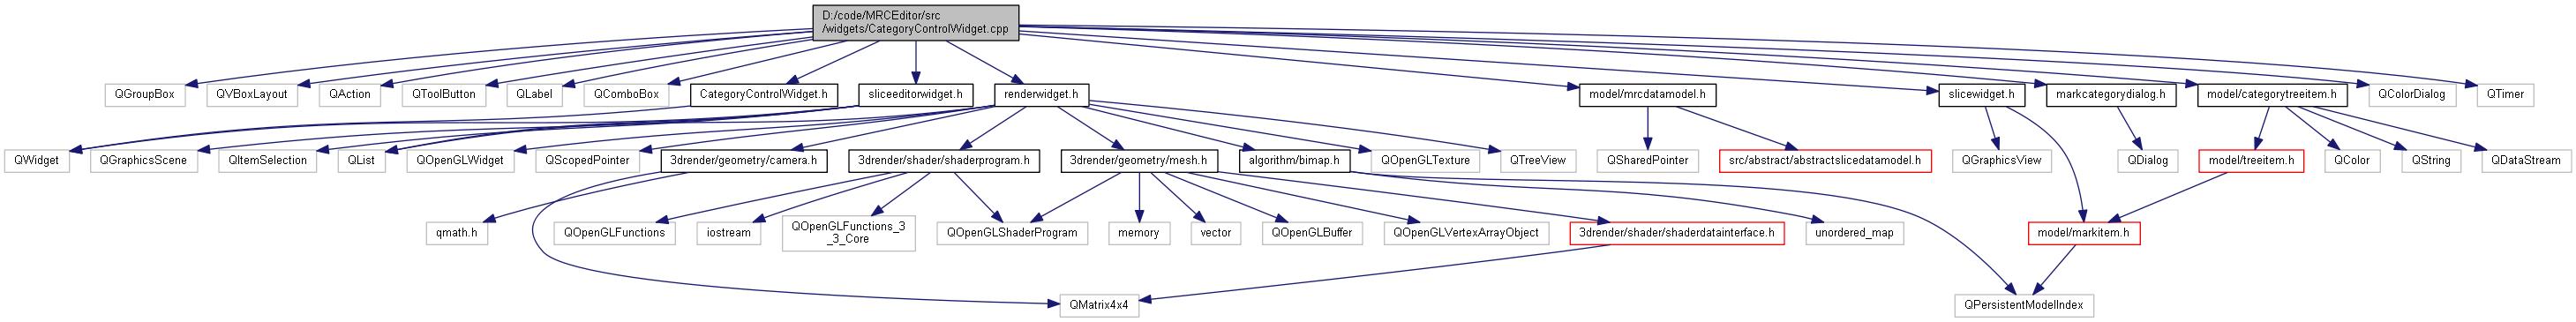 D:/code/MRCEditor/src
/widgets/CategoryControlWidget.cpp
QGroupBox
QVBoxLayout
QAction
QToolButton
QLabel
QComboBox
CategoryControlWidget.h
sliceeditorwidget.h
renderwidget.h
model/mrcdatamodel.h
slicewidget.h
markcategorydialog.h
model/categorytreeitem.h
QColorDialog
QTimer
QWidget
QGraphicsScene
QItemSelection
QList
QOpenGLWidget
QScopedPointer
3drender/geometry/camera.h
3drender/shader/shaderprogram.h
3drender/geometry/mesh.h
algorithm/bimap.h
QOpenGLTexture
QTreeView
QSharedPointer
src/abstract/abstractslicedatamodel.h
QGraphicsView
QDialog
model/treeitem.h
QColor
QString
QDataStream
qmath.h
QOpenGLFunctions
iostream
QOpenGLFunctions_3
_3_Core
QOpenGLShaderProgram
memory
vector
QOpenGLBuffer
QOpenGLVertexArrayObject
3drender/shader/shaderdatainterface.h
unordered_map
model/markitem.h
QMatrix4x4
QPersistentModelIndex